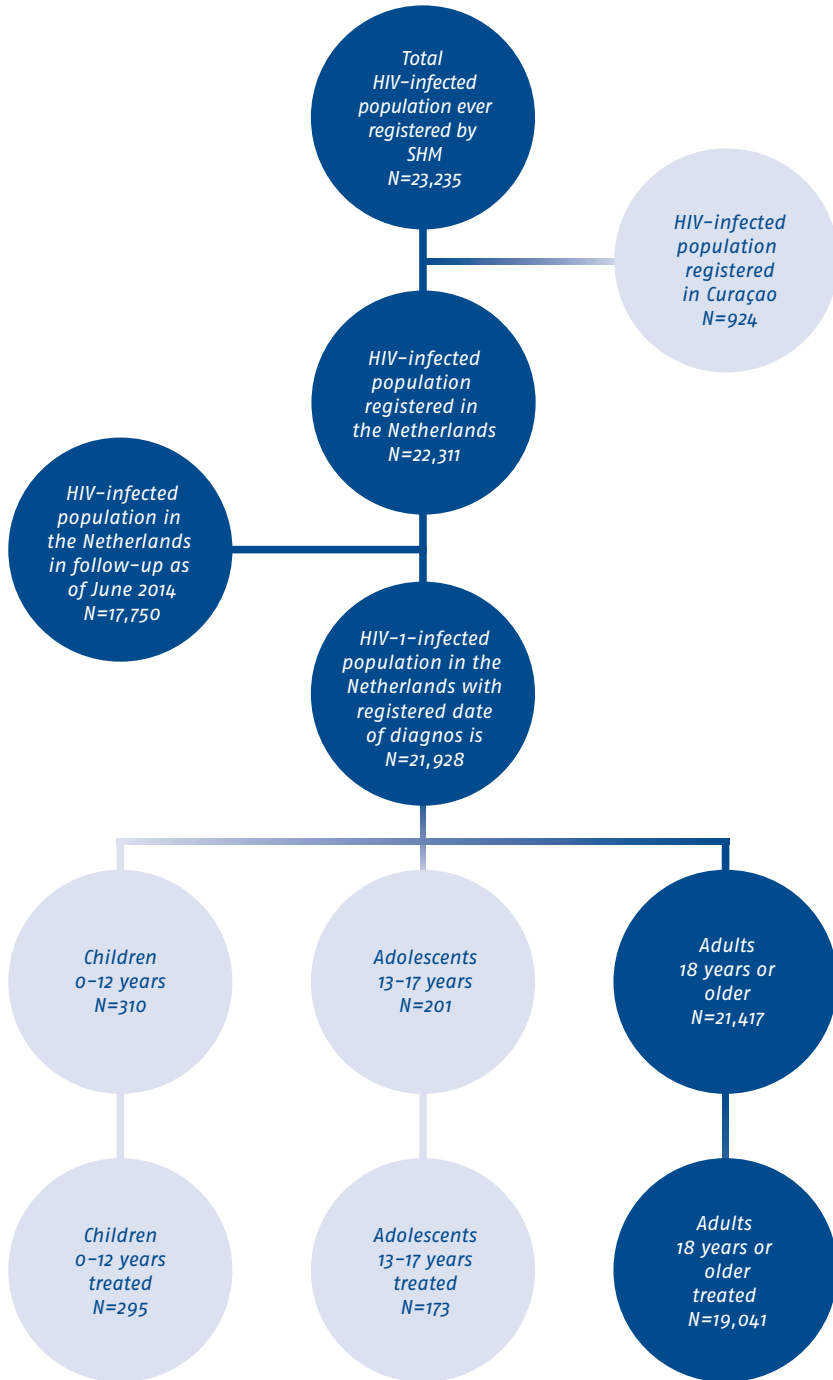 Total
HIV-infected
population ever
registered by
SHM
N=23,235
HIV-infected
population
registered
in Curaçao
N=924
HIV-infected
population
registered in
the Netherlands
N=22,311
HIV-infected
population in
the Netherlands
in follow-up as
of June 2014
N=17,750
HIV-1-infected
population in the
Netherlands with
registered date
of diagnos is
N=21,928
Children
0-12 years
N=310
Adolescents
13-17 years
N=201
Adults
18 years or
older
N=21,417
Children
0-12 years
treated
N=295
Adolescents
13-17 years
treated
N=173
Adults
18 years or
older
treated
N=19,041